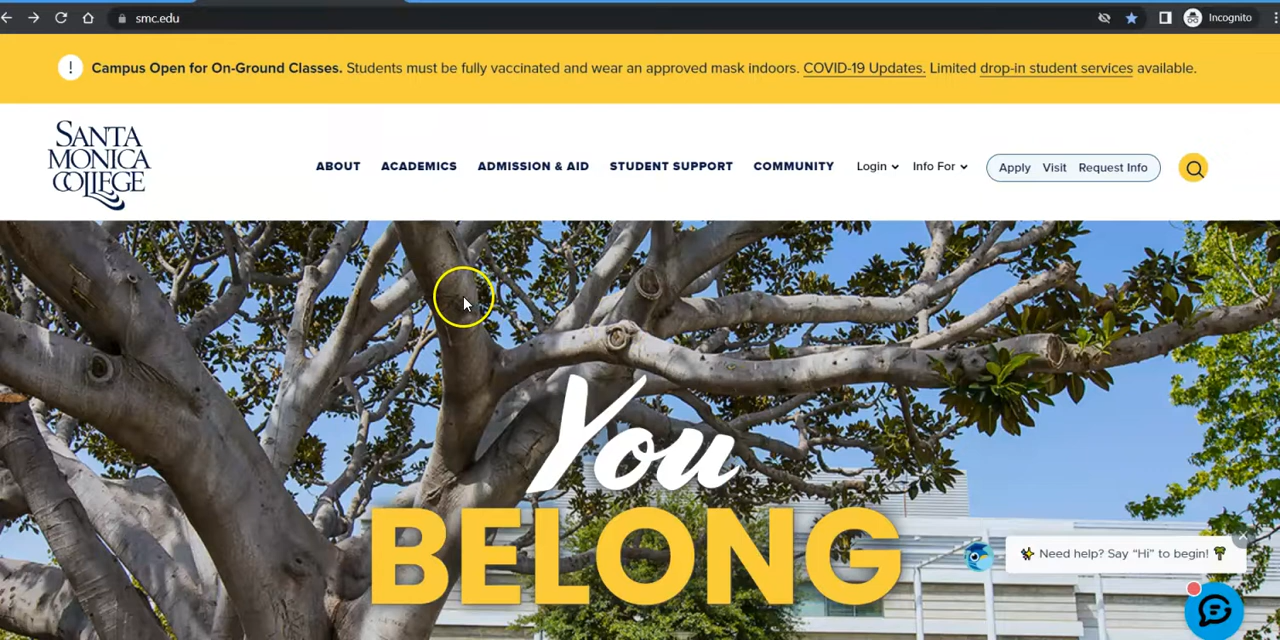 smc.edu
Incognito
! Campus Open for On-Ground Classes. Students must be fully vaccinated and wear an approved mask indoors. COVID-19 Updates. Limited drop-in student services available.
SANTA
MONICA
COLLEGE
ABOUT ACADEMICS ADMISSION & AID STUDENT SUPPORT COMMUNITY Login Info For Apply Visit Request Info
You
BELONG
Need help? Say “Hi” to begin!